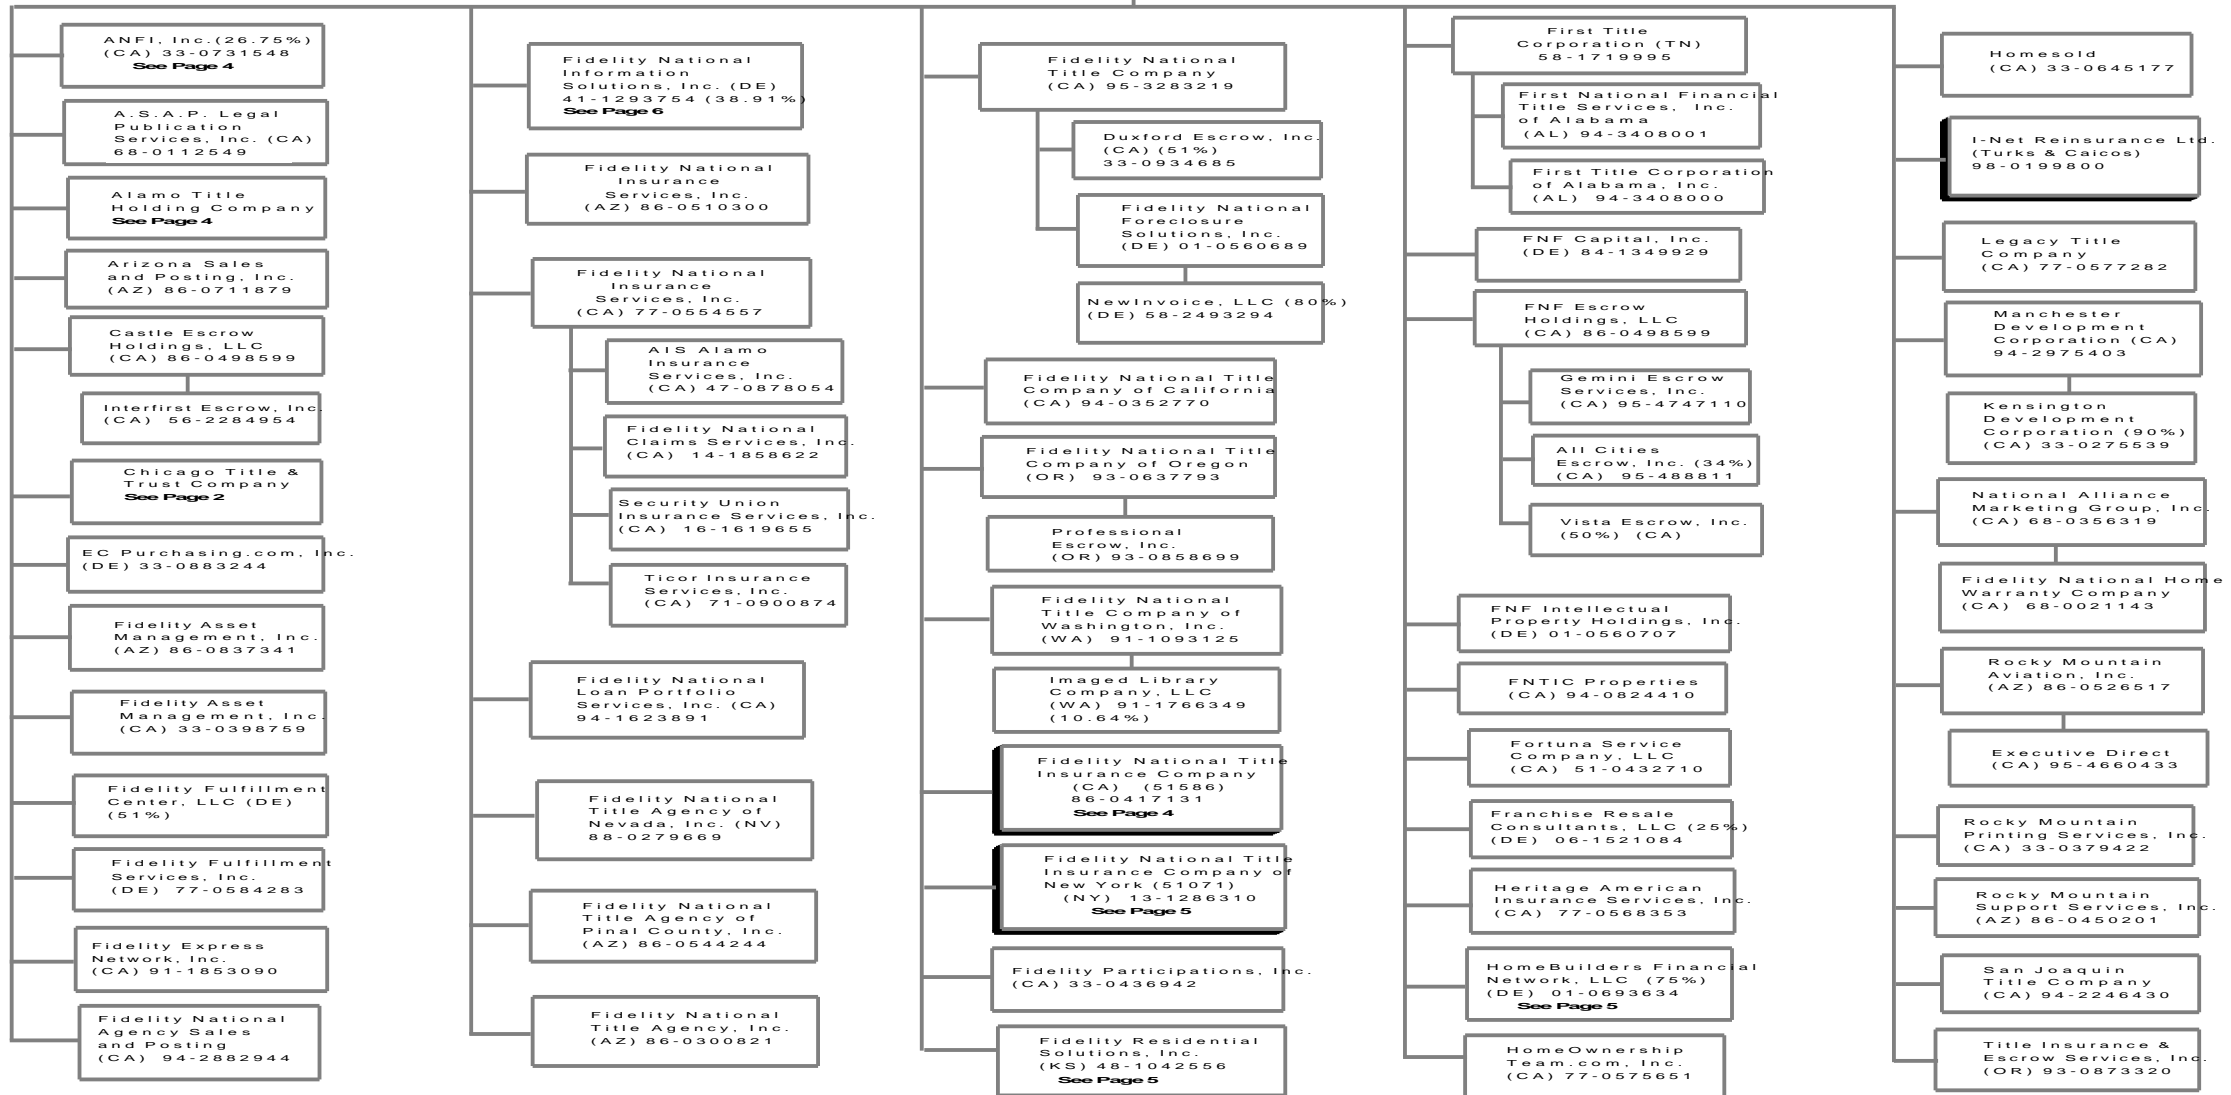 ANFI, Inc.(26.75%)
(CA) 33-0731548
See Page 4
A.S.A.P. Legal
Publication
Services, Inc. (CA)
68-0112549
Alamo Title
Holding Company
See Page 4
Arizona Sales
and Posting, Inc.
(AZ) 86-0711879
Castle Escrow
Holdings, LLC
(CA) 86-0498599
Interfirst Escrow, Inc.
(CA) 56-2284954
Chicago Title &
Trust Company
See Page 2
EC Purchasing.com, Inc.
(DE) 33-0883244
Fidelity Asset
Management, Inc.
(AZ) 86-0837341
Fidelity Asset
Management, Inc.
(CA) 33-0398759
Fidelity Fulfillment
Center, LLC (DE)
(51%)
Fidelity Fulfillment
Services, Inc.
(DE) 77-0584283
Fidelity Express
Network, Inc.
(CA) 91-1853090
Fidelity National
Agency Sales
and Posting
(CA) 94-2882944
Fidelity National
Information
Solutions, Inc. (DE)
41-1293754 (38.91%)
See Page 6
Fidelity National
Insurance
Services, Inc.
(AZ) 86-0510300
Fidelity National
Insurance
Services, Inc.
(CA) 77-0554557
AIS Alamo
Insurance
Services, Inc.
(CA) 47-0878054
Fidelity National
Claims Services, Inc.
(CA) 14-1858622
Security Union
Insurance Services, Inc.
(CA) 16-1619655
Ticor Insurance
Services, Inc.
(CA) 71-0900874
Fidelity National
Loan Portfolio
Services, Inc. (CA)
94-1623891
Fidelity National
Title Agency of
Nevada, Inc. (NV)
88-0279669
Fidelity National
Title Agency of
Pinal County, Inc.
(AZ) 86-0544244
Fidelity National
Title Agency, Inc.
(AZ) 86-0300821
Fidelity National
Title Company
(CA) 95-3283219
Duxford Escrow, Inc.
(CA) (51%)
33-0934685
Fidelity National
Foreclosure
Solutions, Inc.
(DE) 01-0560689
NewInvoice, LLC (80%)
(DE) 58-2493294
Fidelity National Title
Company of California
(CA) 94-0352770
Fidelity National Title
Company of Oregon
(OR) 93-0637793
Professional
Escrow, Inc.
(OR) 93-0858699
Fidelity National
Title Company of
Washington, Inc.
(WA) 91-1093125
Imaged Library
Company, LLC
(WA) 91-1766349
(10.64%)
Fidelity National Title
Insurance Company
(CA) (51586)
86-0417131
See Page 4
Fidelity National Title
Insurance Company of
New York (51071)
(NY) 13-1286310
See Page 5
Fidelity Participations, Inc.
(CA) 33-0436942
Fidelity Residential
Solutions, Inc.
(KS) 48-1042556
See Page 5
First Title
Corporation (TN)
58-1719995
First National Financial
Title Services, Inc.
of Alabama
(AL) 94-3408001
First Title Corporation
of Alabama, Inc.
(AL) 94-3408000
FNF Capital, Inc.
(DE) 84-1349929
FNF Escrow
Holdings, LLC
(CA) 86-0498599
Gemini Escrow
Services, Inc.
(CA) 95-4747110
All Cities
Escrow, Inc. (34%)
(CA) 95-488811
Vista Escrow, Inc.
(50%) (CA)
FNF Intellectual
Property Holdings, Inc.
(DE) 01-0560707
FNTIC Properties
(CA) 94-0824410
Fortuna Service
Company, LLC
(CA) 51-0432710
Franchise Resale
Consultants, LLC (25%)
(DE) 06-1521084
Heritage American
Insurance Services, Inc.
(CA) 77-0568353
HomeBuilders Financial
Network, LLC (75%)
(DE) 01-0693634
See Page 5
HomeOwnership
Team.com, Inc.
(CA) 77-0575651
Homesold
(CA) 33-0645177
I-Net Reinsurance Ltd.
(Turks & Caicos)
98-0199800
Legacy Title
Company
(CA) 77-0577282
Manchester
Development
Corporation (CA)
94-2975403
Kensington
Development
Corporation (90%)
(CA) 33-0275539
National Alliance
Marketing Group, Inc.
(CA) 68-0356319
Fidelity National Home
Warranty Company
(CA) 68-0021143
Rocky Mountain
Aviation, Inc.
(AZ) 86-0526517
Executive Direct
(CA) 95-4660433
Rocky Mountain
Printing Services, Inc.
(CA) 33-0379422
Rocky Mountain
Support Services, Inc.
(AZ) 86-0450201
San Joaquin
Title Company
(CA) 94-2246430
Title Insurance &
Escrow Services, Inc.
(OR) 93-0873320